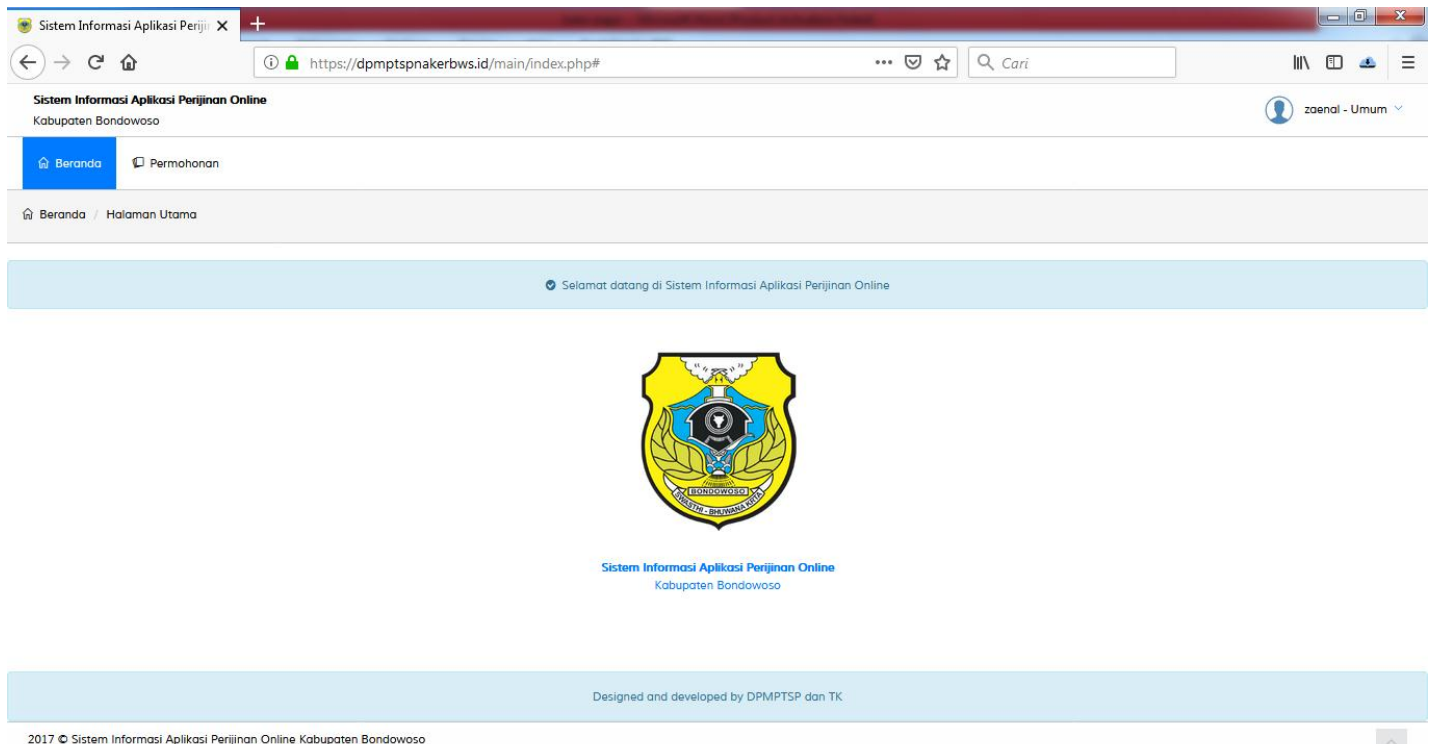 Sistem Informasi Aplikasi Periji
https://dpmptspnakerbws.id/main/index.php#
Cari
Sistem Informasi Aplikasi Perijinan Online
Kabupaten Bondowoso
zaenal - Umum
Beranda
Permohonan
Beranda / Halaman Utama
Selamat datang di Sistem Informasi Aplikasi Perijinan Online
BONDOWOSO
SWASTHI - BHUWANA KRTA
Sistem Informasi Aplikasi Perijinan Online
Kabupaten Bondowoso
Designed and developed by DPMPTSP dan TK
2017 © Sistem Informasi Aplikasi Perijinan Online Kabupaten Bondowoso